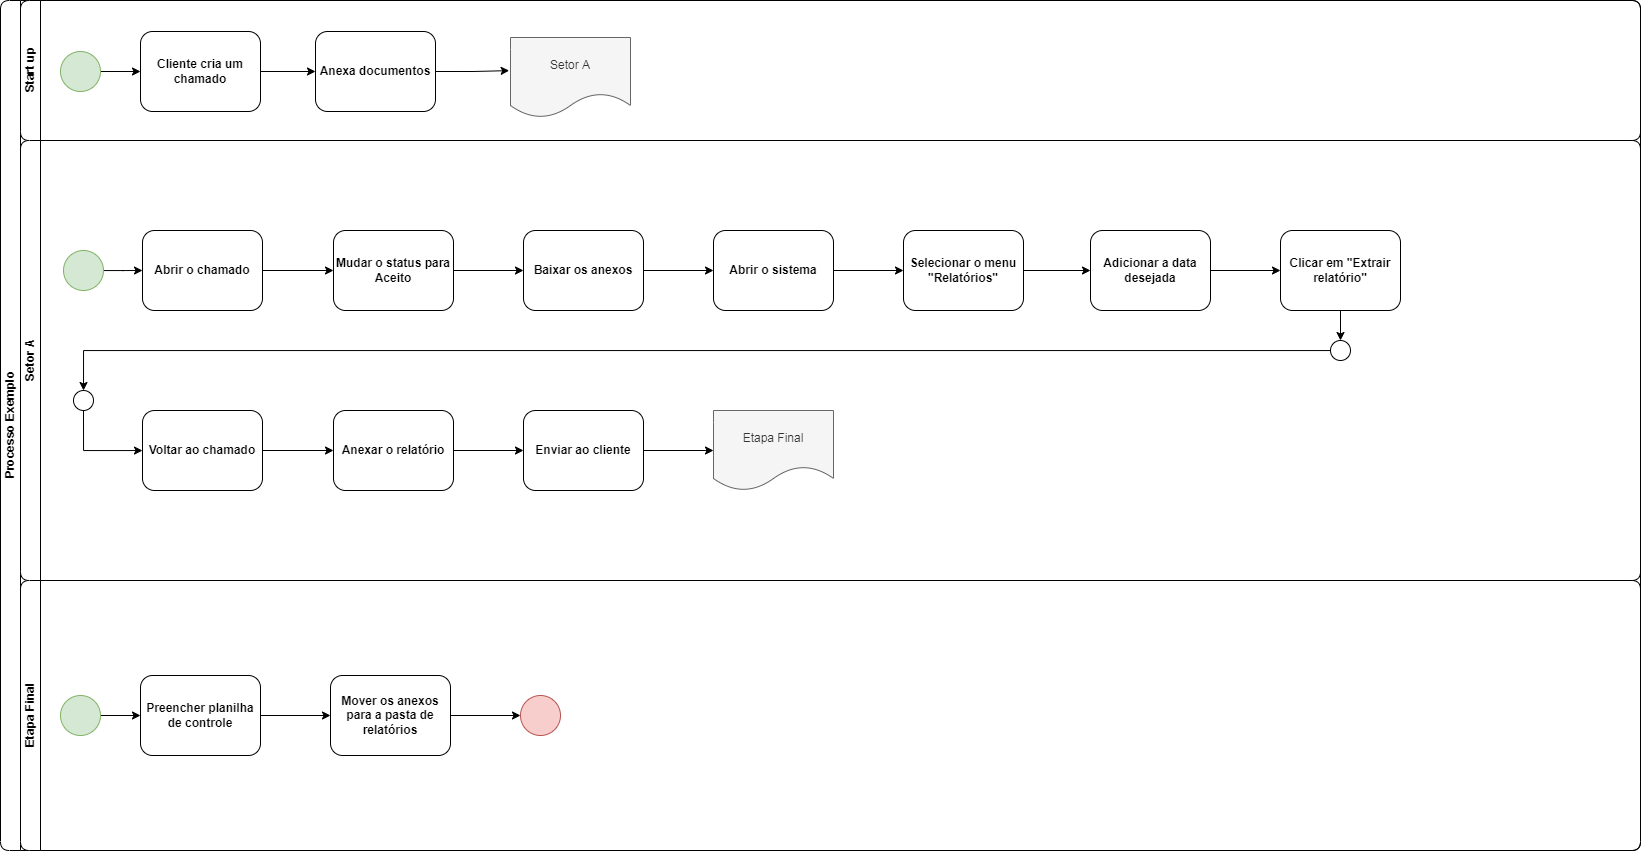 Processo Exemplo
Start up
Cliente cria um
chamado
Anexa documentos
Setor A
Setor A
Abrir o chamado
Mudar o status para
Aceito
Baixar os anexos
Abrir o sistema
Selecionar o menu
"Relatórios"
Adicionar a data
desejada
Clicar em "Extrair
relatório"
Voltar ao chamado
Anexar o relatório
Enviar ao cliente
Etapa Final
Etapa Final
Preencher planilha
de controle
Mover os anexos
para a pasta de
relatórios